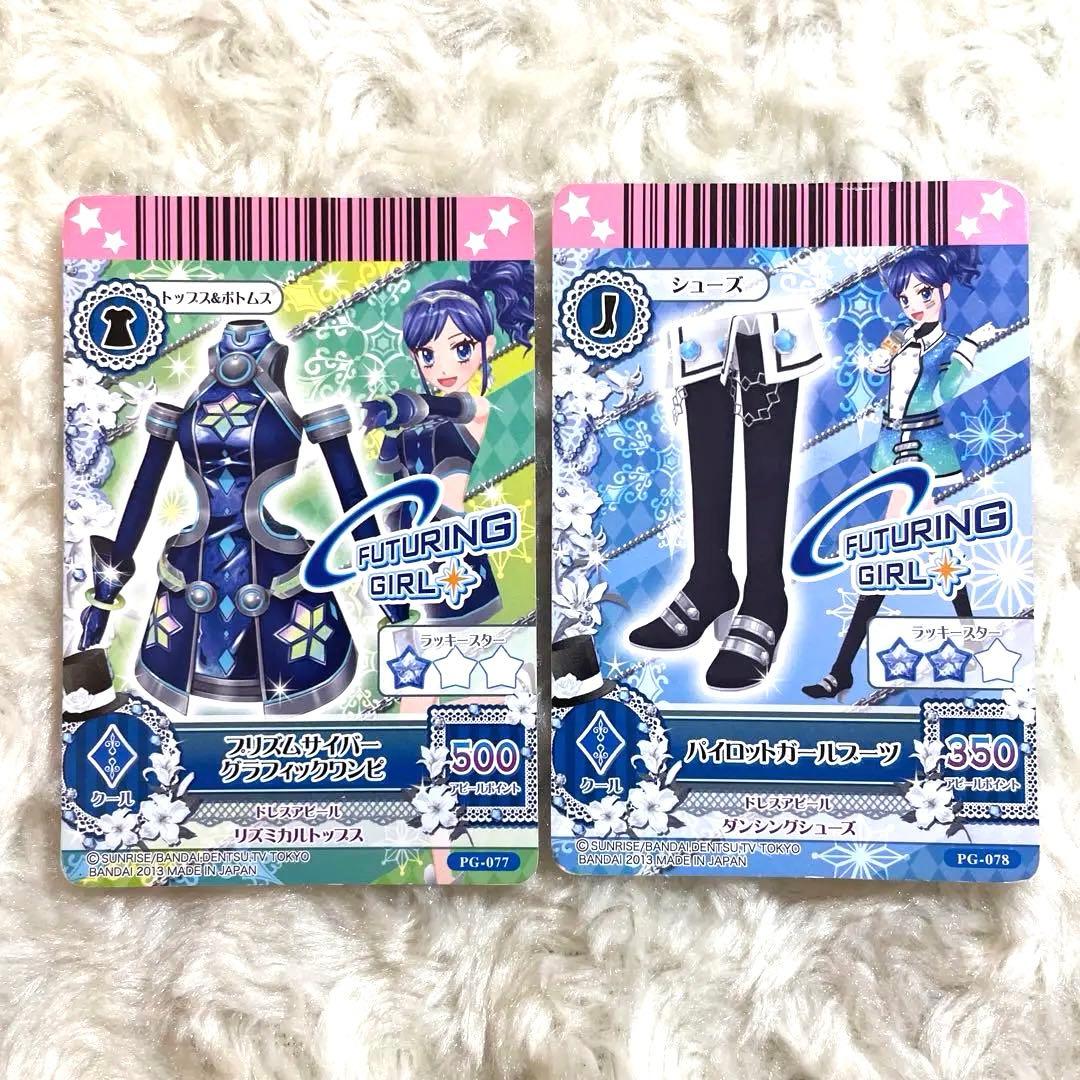 トップス&ボトムス
FUTURING
GIRL
ラッキースター
プリズムサイバー
グラフィックワンピ
500
アピールポイント
クール
ドレスアピール
リズミカルトップス
©SUNRISE/BANDAI,DENTSU,TV TOKYO
BANDAI 2013 MADE IN JAPAN
PG-077
シューズ
FUTURING
GIRL
ラッキースター
パイロットガールブーツ
350
アピールポイント
クール
ドレスアピール
ダンシングシューズ
©SUNRISE/BANDAI,DENTSU,TV TOKYO
BANDAI 2013 MADE IN JAPAN
PG-078